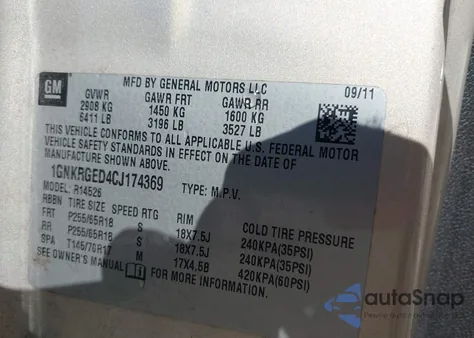 GM
MFD BY GENERAL MOTORS LLC
09/11
GVWR GAWR FRT GAWR RR
2908 KG 1450 KG 1600 KG
6411 LB 3196 LB 3527 LB
THIS VEHICLE CONFORMS TO ALL APPLICABLE U.S. FEDERAL MOTOR
VEHICLE SAFETY STANDARDS IN EFFECT ON THE DATE OF
MANUFACTURE SHOWN ABOVE.
1GNKRGED4CJ174369 TYPE: M.P.V.
MODEL: R14526
RBBN TIRE SIZE SPEED RTG RIM COLD TIRE PRESSURE
FRT P255/65R18 S 18X7.5J 240KPA(35PSI)
RR P255/65R18 S 18X7.5J 240KPA(35PSI)
SPA T145/70R17 M 17X4.5B 420KPA(60PSI)
SEE OWNER'S MANUAL FOR MORE INFORMATION
autaSnap